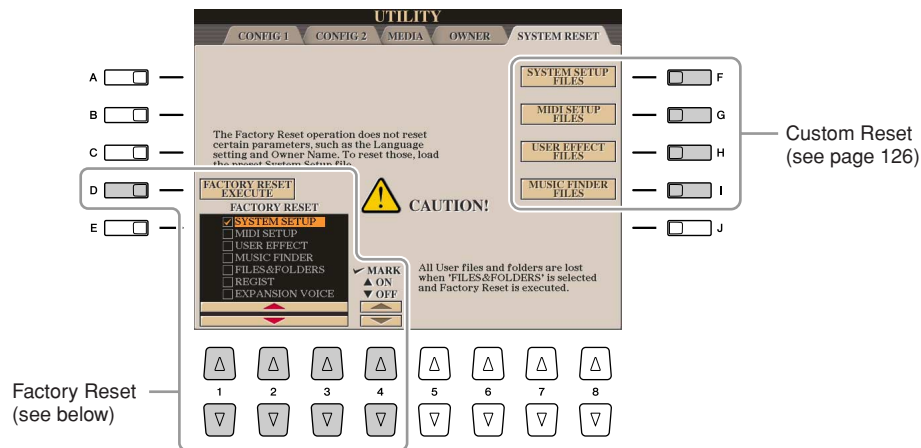 UTILITY
CONFIG 1 CONFIG 2 MEDIA OWNER SYSTEM RESET
A
B
C
D
E
SYSTEM SETUP
FILES
MIDI SETUP
FILES
USER EFFECT
FILES
MUSIC FINDER
FILES
F
G
H
I
J
Custom Reset
(see page 126)
The Factory Reset operation does not reset
certain parameters, such as the Language
setting and Owner Name. To reset those, load
the preset System Setup file.
FACTORY RESET
EXECUTE
FACTORY RESET
SYSTEM SETUP
MIDI SETUP
USER EFFECT
MUSIC FINDER
FILES&FOLDERS
REGIST
EXPANSION VOICE
CAUTION!
MARK
▲ ON
▼ OFF
All User files and folders are lost
when 'FILES&FOLDERS' is selected
and Factory Reset is executed.
1 2 3 4 5 6 7 8
Factory Reset
(see below)